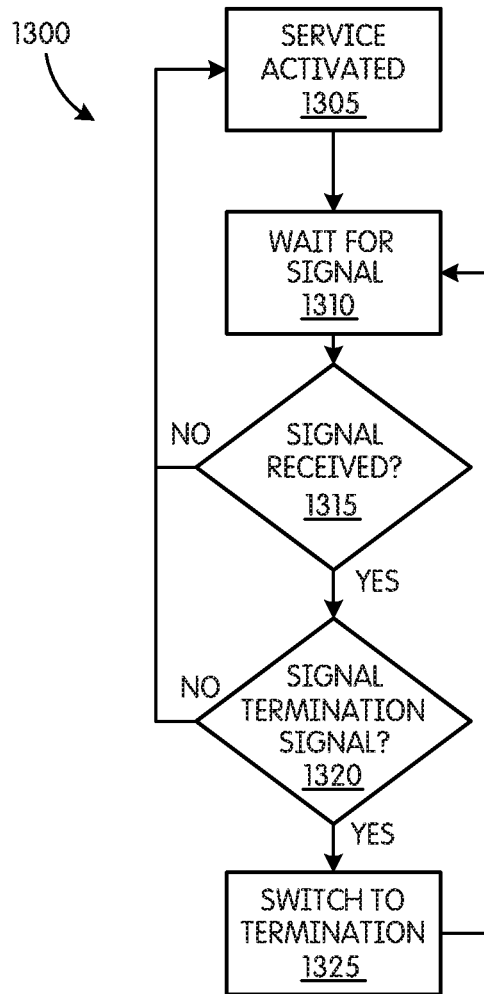 1300
SERVICE
ACTIVATED
1305
WAIT FOR
SIGNAL
1310
NO
SIGNAL
RECEIVED?
1315
YES
NO
SIGNAL
TERMINATION
SIGNAL?
1320
YES
SWITCH TO
TERMINATION
1325